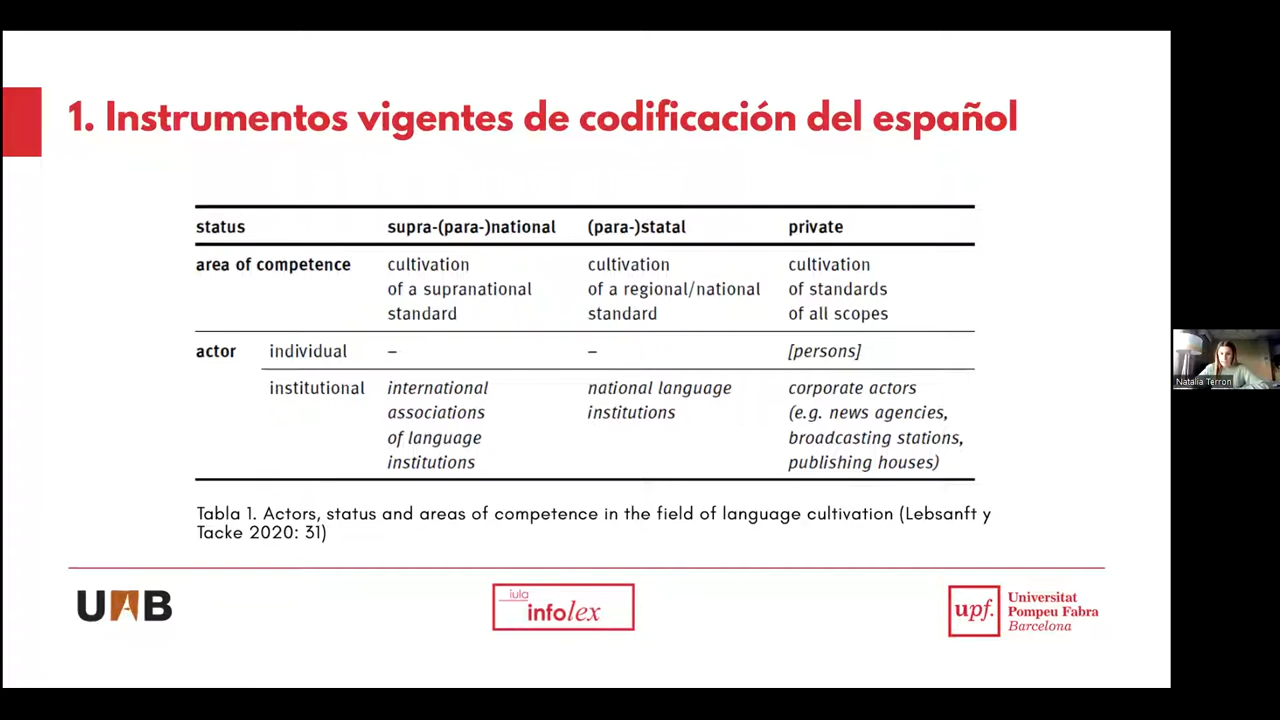 1. Instrumentos vigentes de codificación del español
status supra-(para-)national (para-)statal private
area of competence cultivation cultivation cultivation
of a supranational of a regional/national of standards
standard standard of all scopes
actor individual – – [persons]
institutional international national language corporate actors
associations institutions (e.g. news agencies,
of language broadcasting stations,
institutions publishing houses)
Tabla 1. Actors, status and areas of competence in the field of language cultivation (Lebsanft y
Tacke 2020: 31)
UAB
iula
infolex
upf.
Universitat
Pompeu Fabra
Barcelona
Natalia Terron